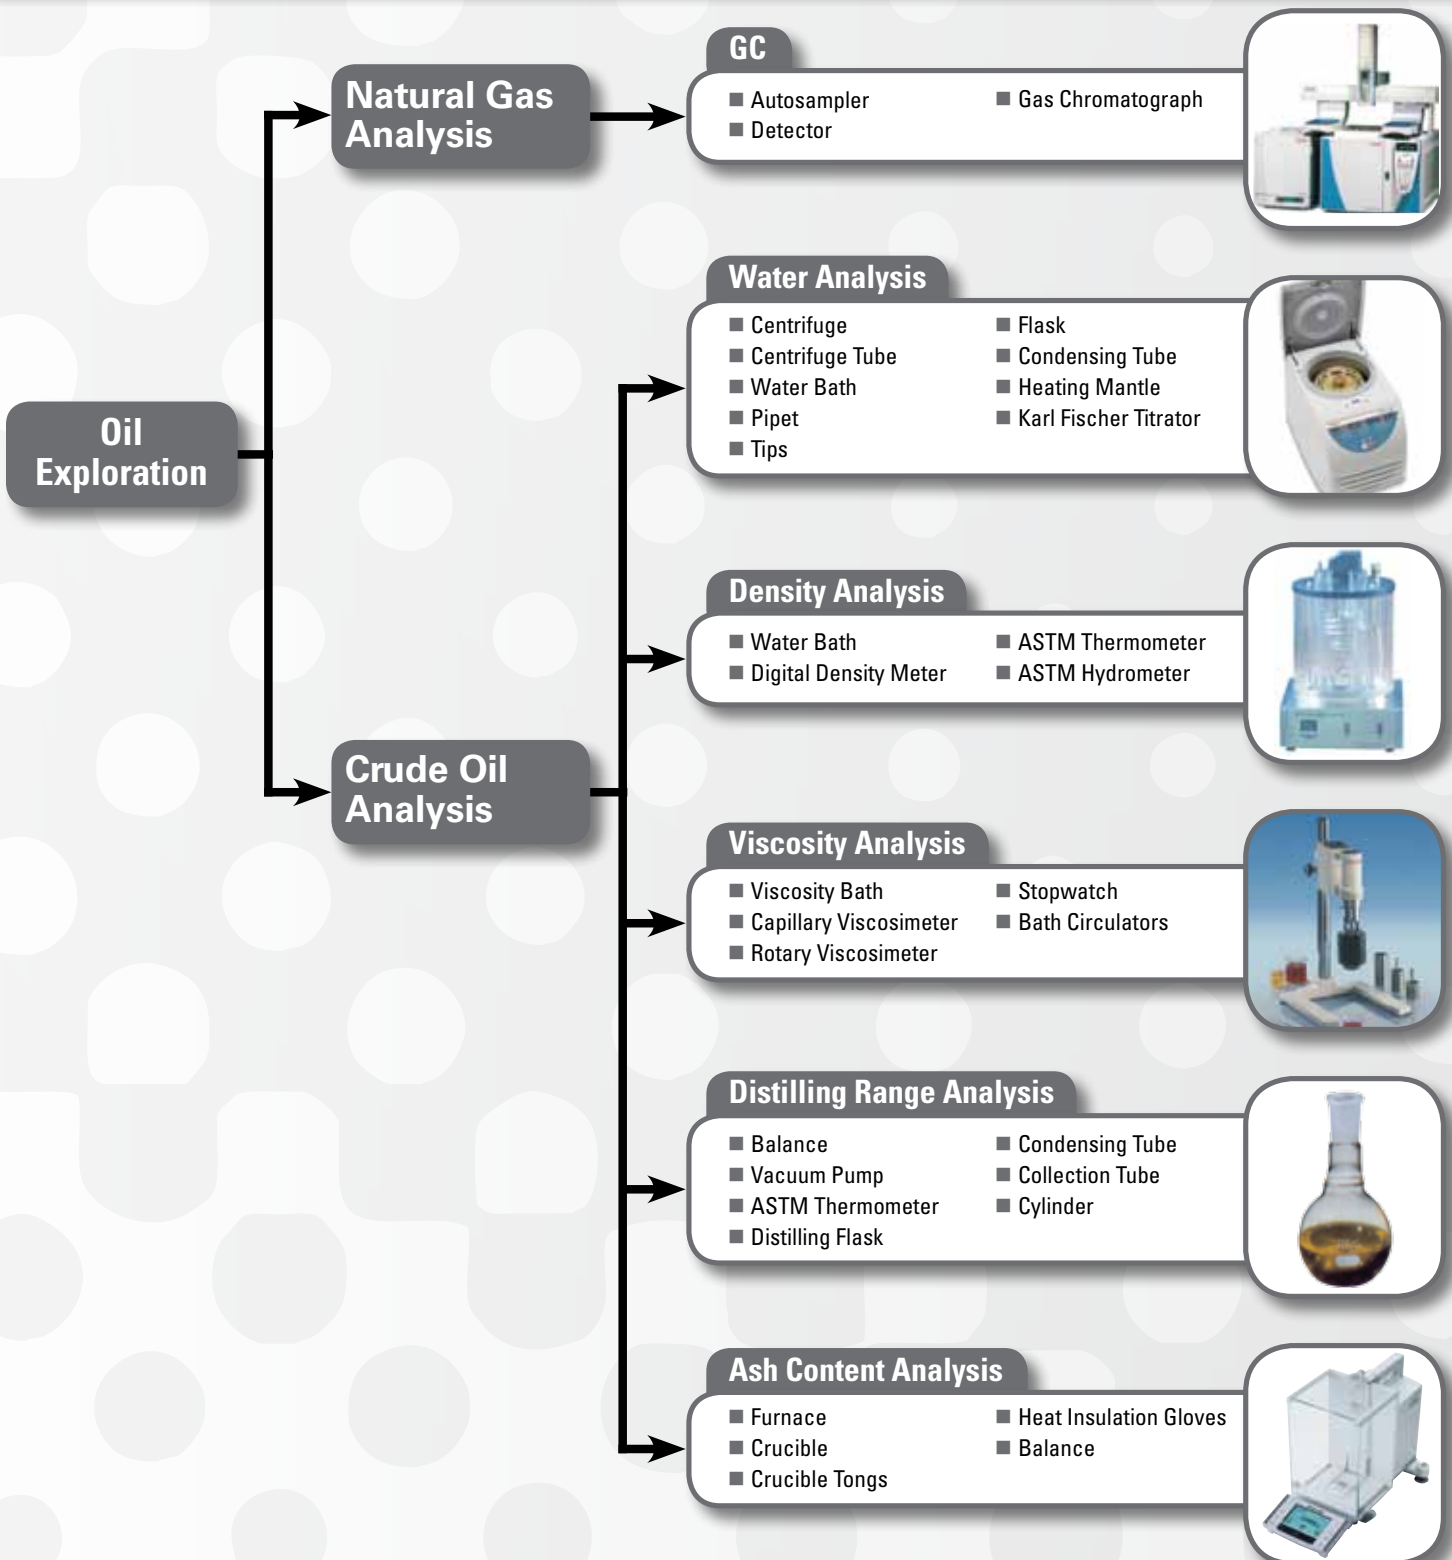 Oil
Exploration
Natural Gas
Analysis
Crude Oil
Analysis
GC
■ Autosampler
■ Detector
■ Gas Chromatograph
Water Analysis
■ Centrifuge
■ Centrifuge Tube
■ Water Bath
■ Pipet
■ Tips
■ Flask
■ Condensing Tube
■ Heating Mantle
■ Karl Fischer Titrator
Density Analysis
■ Water Bath
■ Digital Density Meter
■ ASTM Thermometer
■ ASTM Hydrometer
Viscosity Analysis
■ Viscosity Bath
■ Capillary Viscosimeter
■ Rotary Viscosimeter
■ Stopwatch
■ Bath Circulators
Distilling Range Analysis
■ Balance
■ Vacuum Pump
■ ASTM Thermometer
■ Distilling Flask
■ Condensing Tube
■ Collection Tube
■ Cylinder
Ash Content Analysis
■ Furnace
■ Crucible
■ Crucible Tongs
■ Heat Insulation Gloves
■ Balance